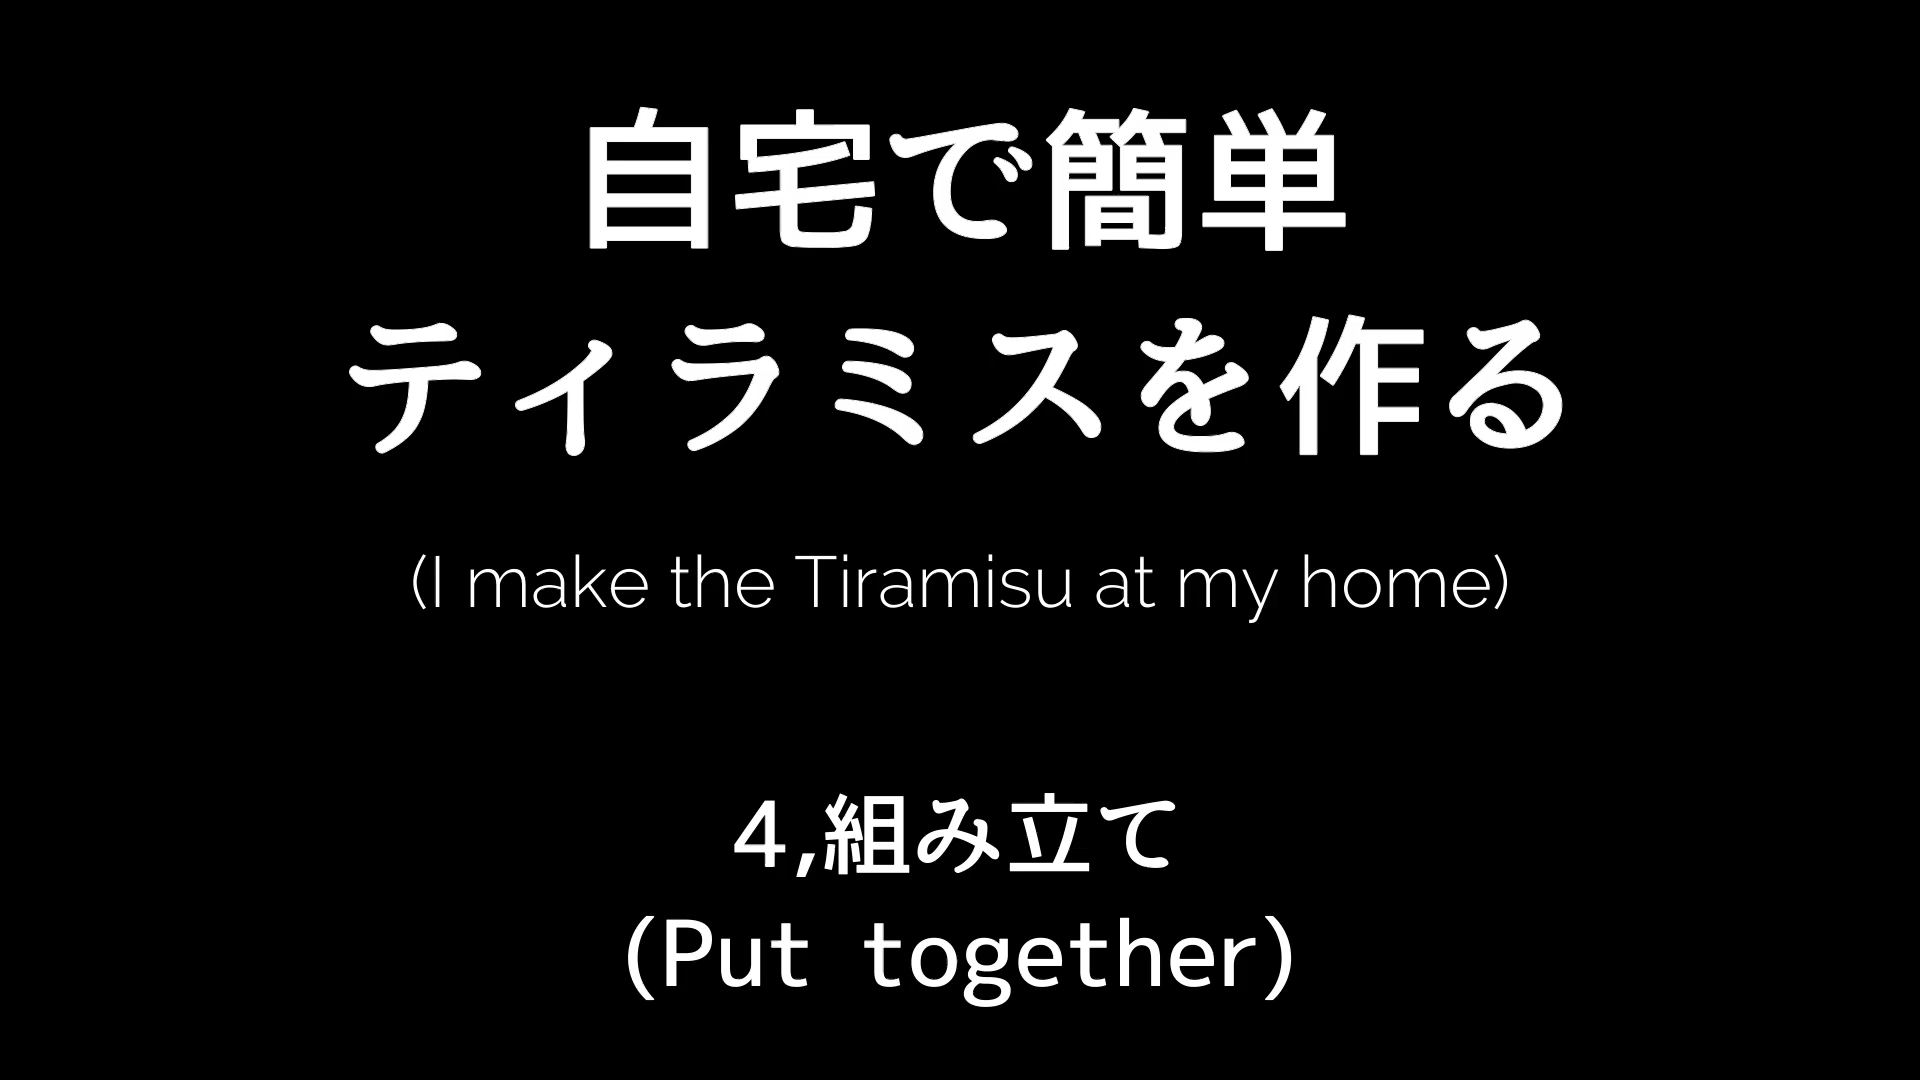 自宅で簡単
ティラミスを作る
(I make the Tiramisu at my home)
4,組み立て
(Put together)